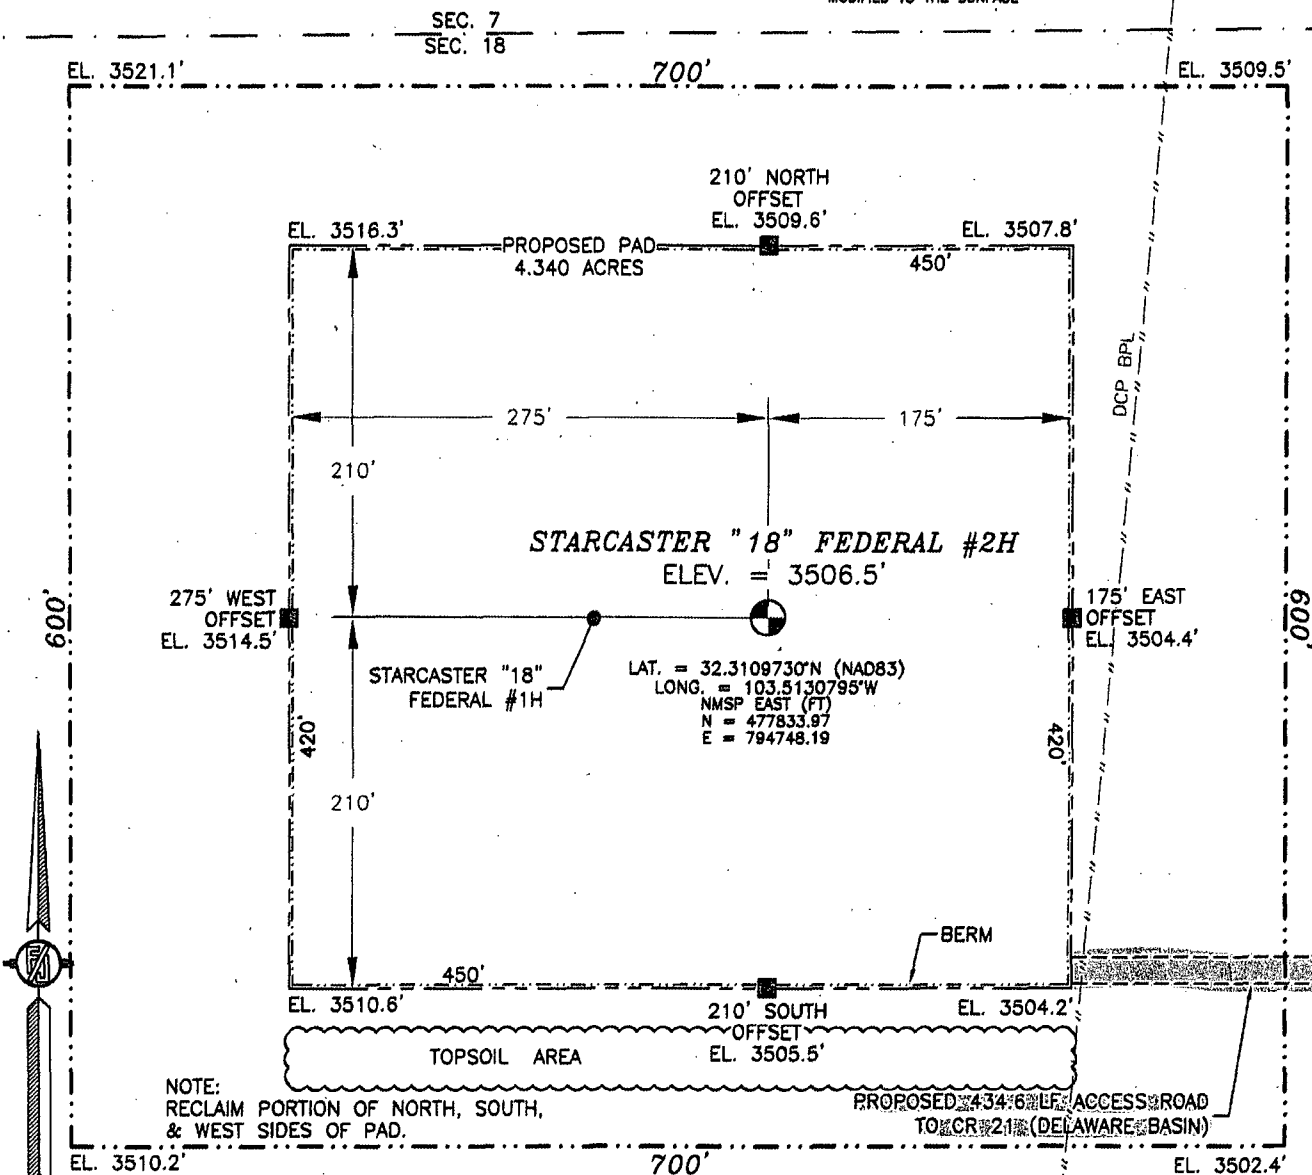 SEC. 7
SEC. 18
EL. 3521.1'
700'
EL. 3509.5'
210' NORTH
OFFSET
EL. 3509.6'
EL. 3516.3'
EL. 3507.8'
PROPOSED PAD
4.340 ACRES
450'
DCP BPL
275'
175'
210'
STARCASTER "18" FEDERAL #2H
ELEV. = 3506.5'
600'
275' WEST
OFFSET
EL. 3514.5'
175' EAST
OFFSET
EL. 3504.4'
600'
STARCASTER "18"
FEDERAL #1H
LAT. = 32.3109730°N (NAD83)
LONG. = 103.5130795°W
NMSP EAST (FT)
N = 477833.97
E = 794748.19
420'
420'
210'
BERM
450'
EL. 3510.6'
210' SOUTH
OFFSET
EL. 3505.5'
EL. 3504.2'
TOPSOIL AREA
NOTE:
RECLAIM PORTION OF NORTH, SOUTH,
& WEST SIDES OF PAD.
PROPOSED 434.6 LF ACCESS ROAD
TO CR 21 (DELAWARE BASIN)
EL. 3510.2'
700'
EL. 3502.4'